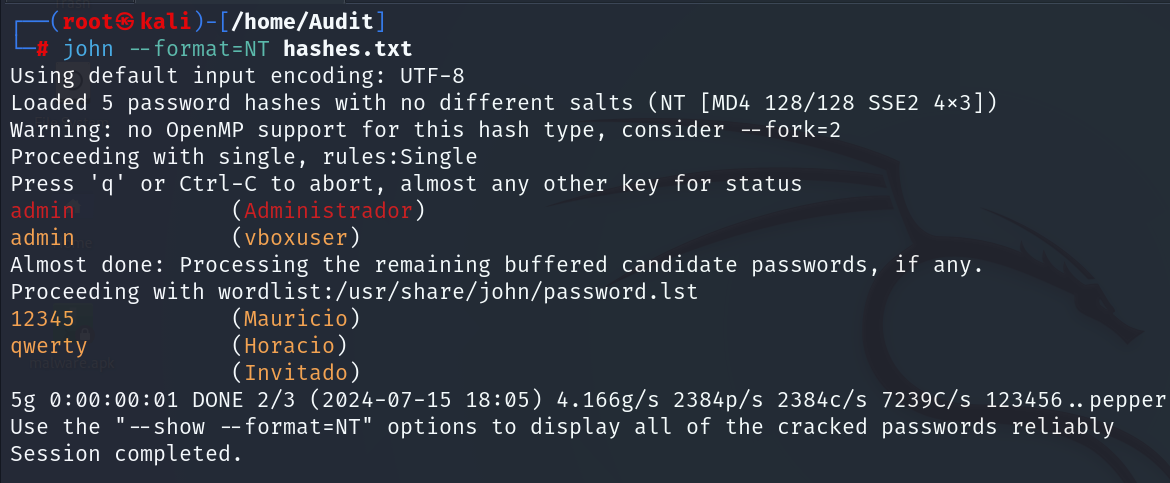 ┌──(root㉿kali)-[/home/Audit]
└─# john --format=NT hashes.txt
Using default input encoding: UTF-8
Loaded 5 password hashes with no different salts (NT [MD4 128/128 SSE2 4×3])
Warning: no OpenMP support for this hash type, consider --fork=2
Proceeding with single, rules:Single
Press 'q' or Ctrl-C to abort, almost any other key for status
admin            (Administrador)
admin            (vboxuser)
Almost done: Processing the remaining buffered candidate passwords, if any.
Proceeding with wordlist:/usr/share/john/password.lst
12345            (Mauricio)
qwerty           (Horacio)
                 (Invitado)
5g 0:00:00:01 DONE 2/3 (2024-07-15 18:05) 4.166g/s 2384p/s 2384c/s 7239C/s 123456..pepper
Use the "--show --format=NT" options to display all of the cracked passwords reliably
Session completed.
malware.apk